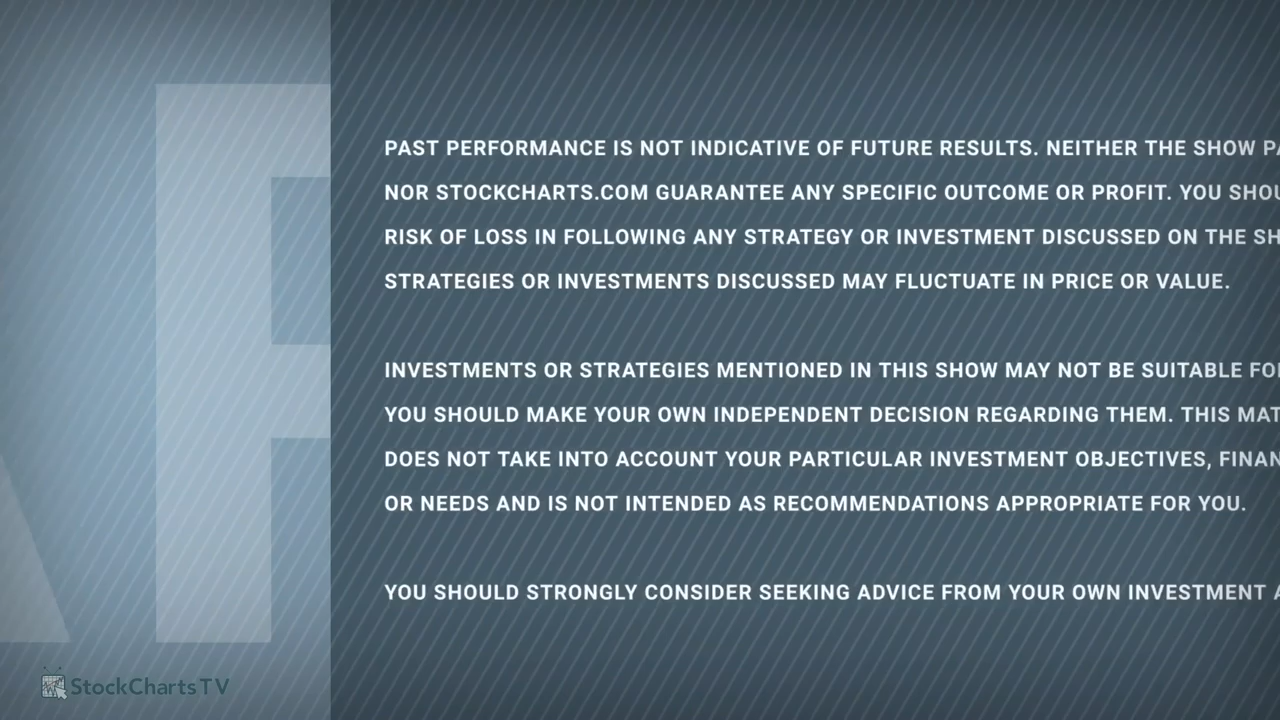 PAST PERFORMANCE IS NOT INDICATIVE OF FUTURE RESULTS. NEITHER THE SHOW
NOR STOCKCHARTS.COM GUARANTEE ANY SPECIFIC OUTCOME OR PROFIT. YOU
RISK OF LOSS IN FOLLOWING ANY STRATEGY OR INVESTMENT DISCUSSED ON THE
STRATEGIES OR INVESTMENTS DISCUSSED MAY FLUCTUATE IN PRICE OR VALUE.
INVESTMENTS OR STRATEGIES MENTIONED IN THIS SHOW MAY NOT BE SUITABLE
YOU SHOULD MAKE YOUR OWN INDEPENDENT DECISION REGARDING THEM. THIS
DOES NOT TAKE INTO ACCOUNT YOUR PARTICULAR INVESTMENT OBJECTIVES,
OR NEEDS AND IS NOT INTENDED AS RECOMMENDATIONS APPROPRIATE FOR YOU.
YOU SHOULD STRONGLY CONSIDER SEEKING ADVICE FROM YOUR OWN INVESTMENT
StockChartsTV